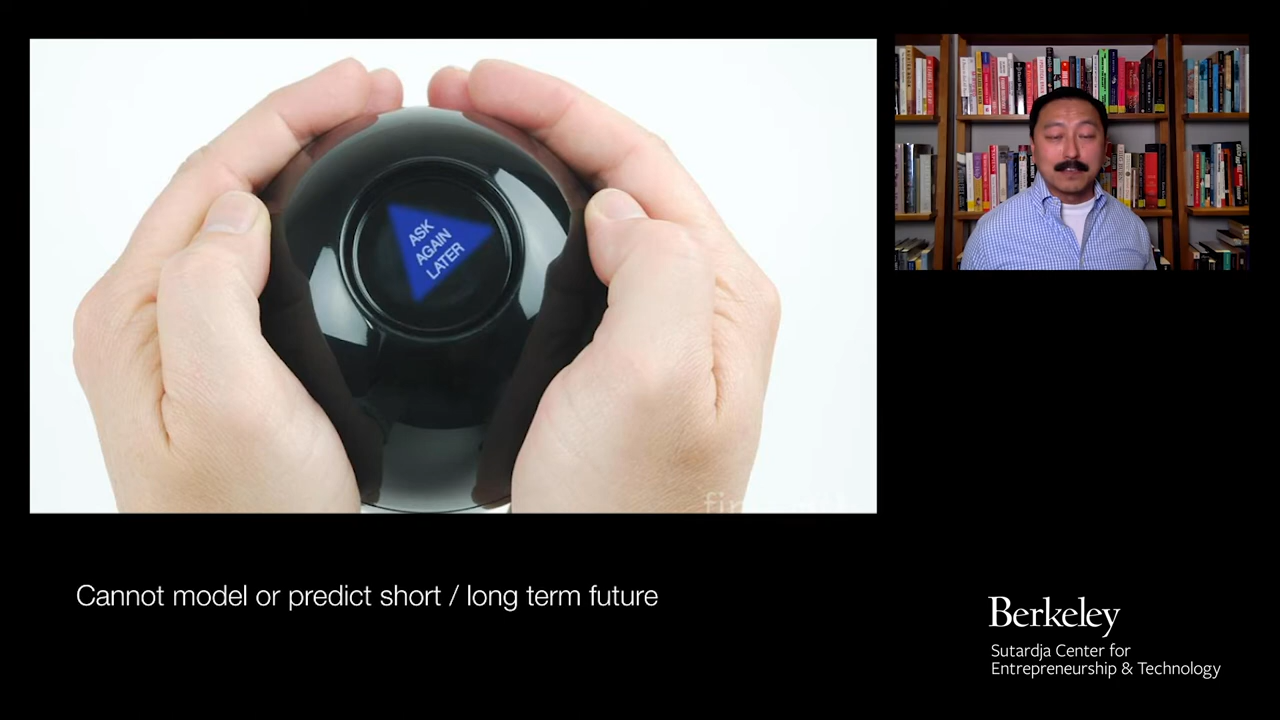 ASK
AGAIN
LATER
Cannot model or predict short / long term future
Berkeley
Sutardja Center for
Entrepreneurship & Technology